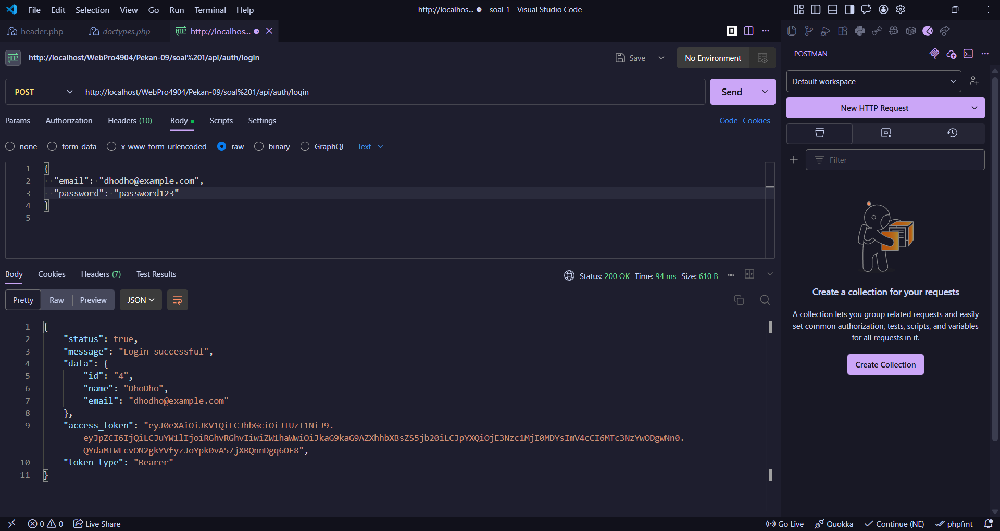 File Edit Selection View Go Run Terminal Help
http://localhos... ● - soal 1 - Visual Studio Code
header.php
doctypes.php
HTTP http://localhos...
POSTMAN
HTTP http://localhost/WebPro4904/Pekan-09/soal%201/api/auth/login
Save
No Environment
Default workspace
POST
http://localhost/WebPro4904/Pekan-09/soal%201/api/auth/login
Send
New HTTP Request
Params Authorization Headers (10) Body Scripts Settings
Code Cookies
none form-data x-www-form-urlencoded raw binary GraphQL Text
Filter
1 {
2 "email": "dhodho@example.com",
3 "password": "password123"
4 }
5
Body Cookies Headers (7) Test Results
Status: 200 OK Time: 94 ms Size: 610 B
Pretty Raw Preview JSON
Create a collection for your requests
A collection lets you group related requests and easily
set common authorization, tests, scripts, and variables
for all requests in it.
Create Collection
1 {
2 "status": true,
3 "message": "Login successful",
4 "data": {
5 "id": "4",
6 "name": "DhoDho",
7 "email": "dhodho@example.com"
8 },
9 "access_token": "eyJ0eXAiOiJKV1QiLCJhbGciOiJIUzI1NiJ9.
eyJpZCI6IjQiLCJuYW1lIjoiRGhvRGhvIiwiZW1haWwiOiJkaG9kaG9AZXhhbXBsZS5jb20iLCJpYXQiOjE3Nzc1MjI0MDYsImV4cCI6MTc3NzYwODgwNn0.
QYdaMIWLcvON2gkYVfyzJoYpk0vA57jXBQnnDgq6OF8",
10 "token_type": "Bearer"
11 }
0 0 Live Share
Go Live Quokka Continue (NE) phpfmt